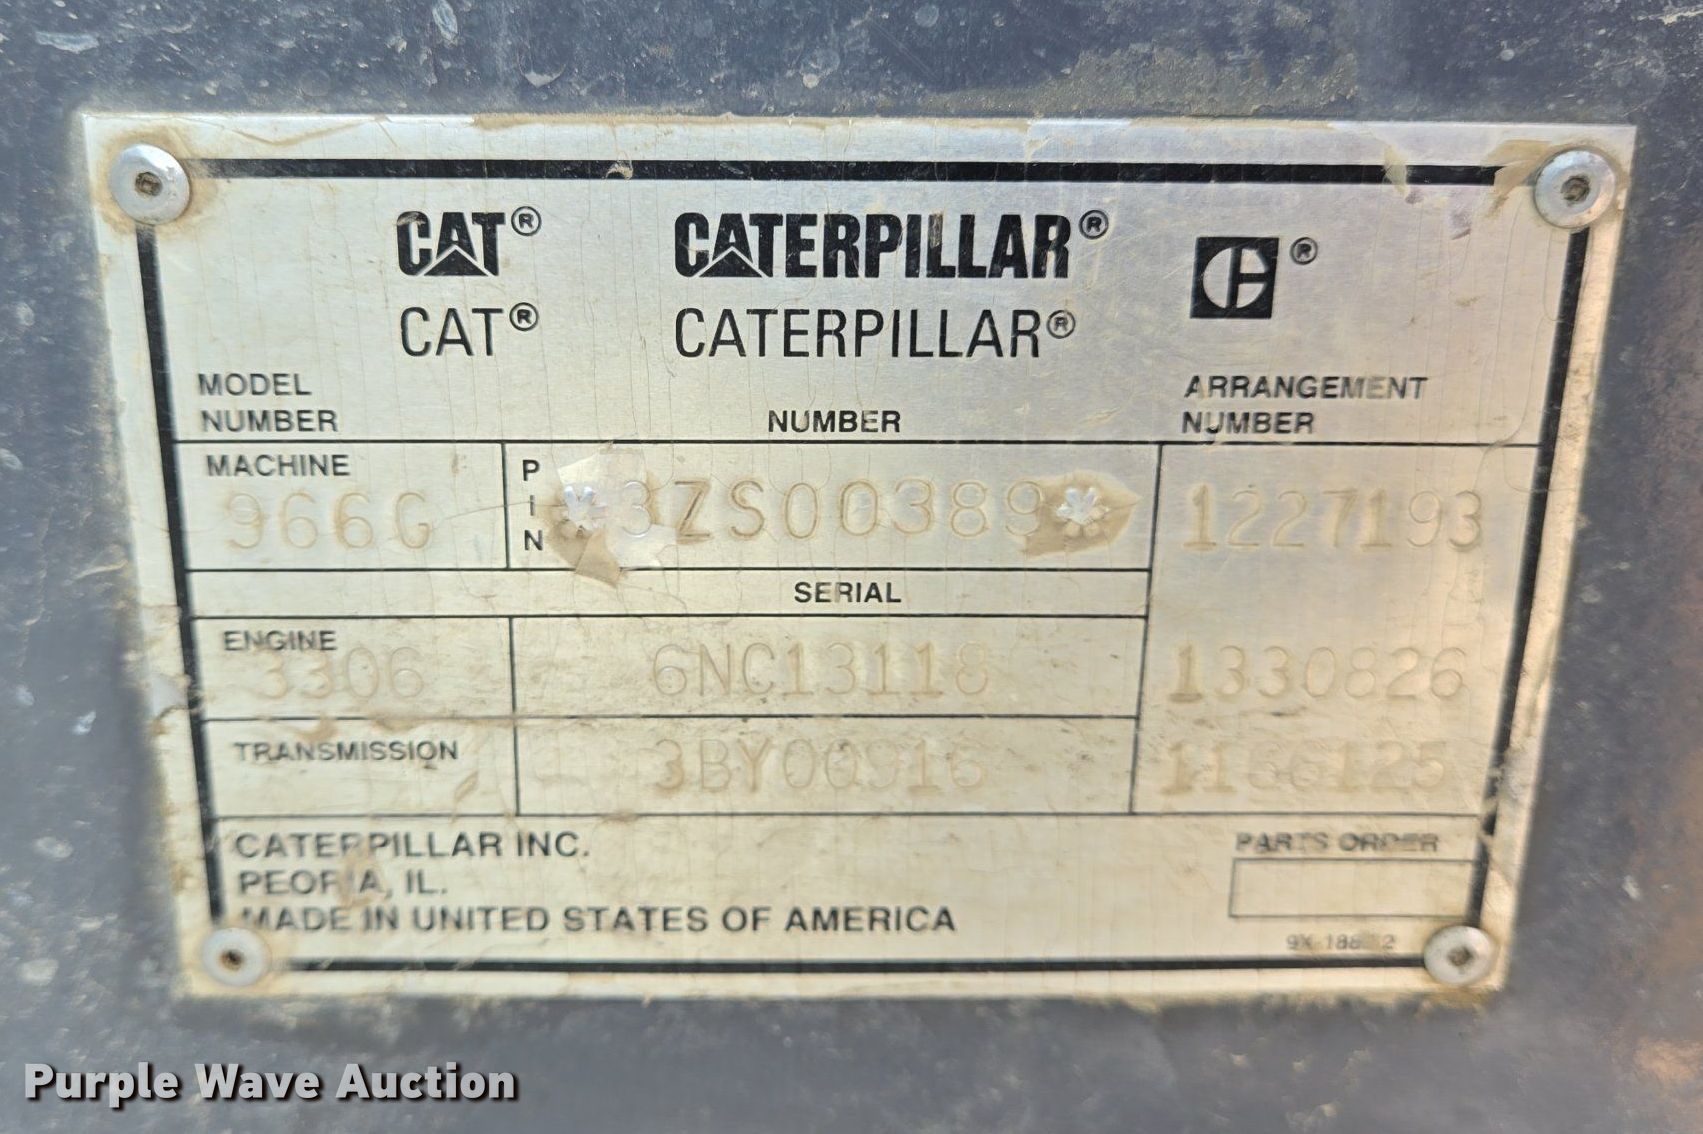 CAT® CATERPILLAR® ®
CAT® CATERPILLAR®
MODEL NUMBER
NUMBER
ARRANGEMENT NUMBER
MACHINE
966G
PIN
*3ZS00389*
1227193
SERIAL
ENGINE
3306
6NC13118
1330826
TRANSMISSION
3BY00916
CATERPILLAR INC.
PEORIA, IL.
MADE IN UNITED STATES OF AMERICA
PARTS ORDER
Purple Wave Auction